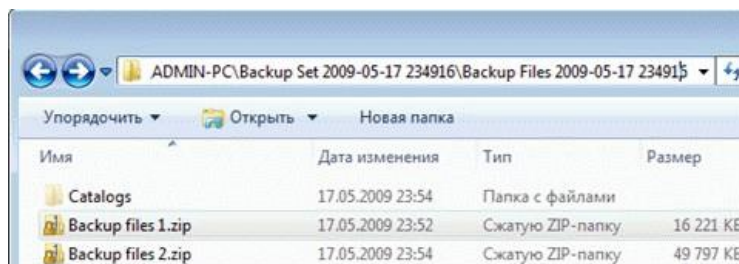 ADMIN-PC\Backup Set 2009-05-17 234916\Backup Files 2009-05-17 234915
Упорядочить Открыть Новая папка
Имя Дата изменения Тип Размер
Catalogs 17.05.2009 23:54 Папка с файлами
Backup files 1.zip 17.05.2009 23:52 Сжатую ZIP-папку 16 221 КБ
Backup files 2.zip 17.05.2009 23:54 Сжатую ZIP-папку 49 797 КБ